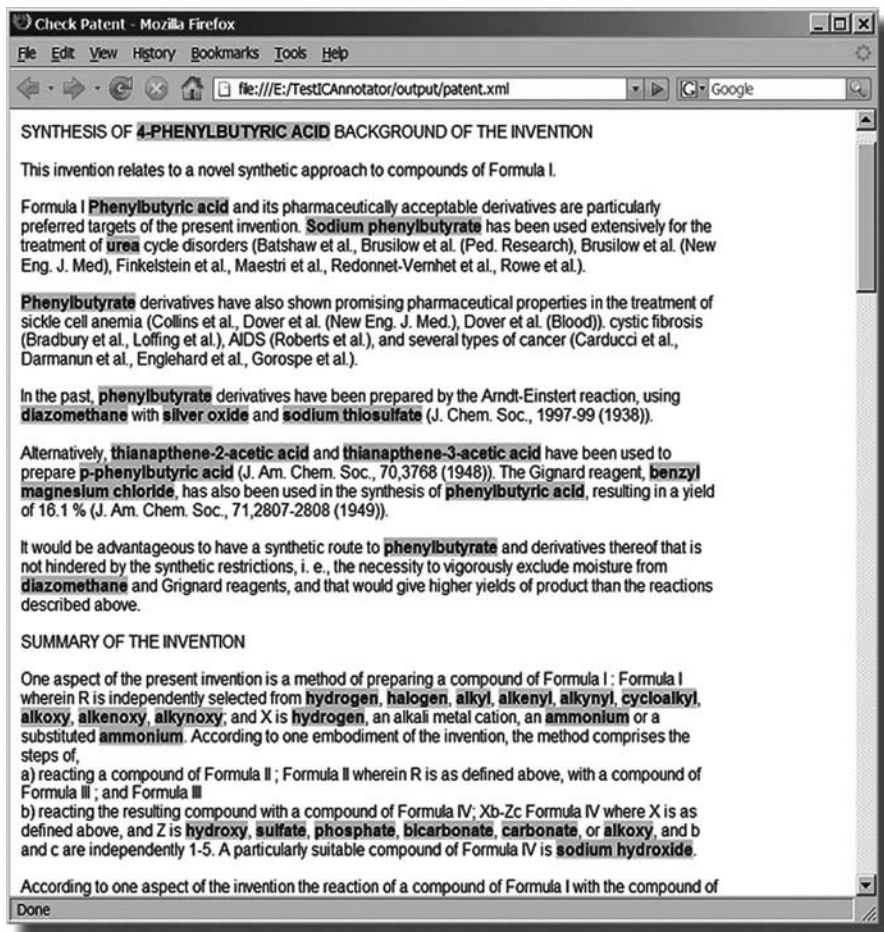 Check Patent - Mozilla Firefox
File Edit View History Bookmarks Tools Help
file:///E:/TestICAnnotator/output/patent.xml
G Google
SYNTHESIS OF 4-PHENYLBUTYRIC ACID BACKGROUND OF THE INVENTION
This invention relates to a novel synthetic approach to compounds of Formula I.
Formula I Phenylbutyric acid and its pharmaceutically acceptable derivatives are particularly
preferred targets of the present invention. Sodium phenylbutyrate has been used extensively for the
treatment of urea cycle disorders (Batshaw et al., Brusilow et al. (Ped. Research), Brusilow et al. (New
Eng. J. Med), Finkelstein et al., Maestri et al., Redonnet-Vernhet et al., Rowe et al.).
Phenylbutyrate derivatives have also shown promising pharmaceutical properties in the treatment of
sickle cell anemia (Collins et al., Dover et al. (New Eng. J. Med.), Dover et al. (Blood)). cystic fibrosis
(Bradbury et al., Loffing et al.), AIDS (Roberts et al.), and several types of cancer (Carducci et al.,
Darmanun et al., Englehard et al., Gorospe et al.).
In the past, phenylbutyrate derivatives have been prepared by the Arndt-Einstert reaction, using
diazomethane with silver oxide and sodium thiosulfate (J. Chem. Soc., 1997-99 (1938)).
Alternatively, thianapthene-2-acetic acid and thianapthene-3-acetic acid have been used to
prepare p-phenylbutyric acid (J. Am. Chem. Soc., 70,3768 (1948)). The Gignard reagent, benzyl
magnesium chloride, has also been used in the synthesis of phenylbutyric acid, resulting in a yield
of 16.1 % (J. Am. Chem. Soc., 71,2807-2808 (1949)).
It would be advantageous to have a synthetic route to phenylbutyrate and derivatives thereof that is
not hindered by the synthetic restrictions, i. e., the necessity to vigorously exclude moisture from
diazomethane and Grignard reagents, and that would give higher yields of product than the reactions
described above.
SUMMARY OF THE INVENTION
One aspect of the present invention is a method of preparing a compound of Formula I : Formula I
wherein R is independently selected from hydrogen, halogen, alkyl, alkenyl, alkynyl, cycloalkyl,
alkoxy, alkenoxy, alkynoxy; and X is hydrogen, an alkali metal cation, an ammonium or a
substituted ammonium. According to one embodiment of the invention, the method comprises the
steps of,
a) reacting a compound of Formula II ; Formula II wherein R is as defined above, with a compound of
Formula III ; and Formula III
b) reacting the resulting compound with a compound of Formula IV; Xb-Zc Formula IV where X is as
defined above, and Z is hydroxy, sulfate, phosphate, bicarbonate, carbonate, or alkoxy, and b
and c are independently 1-5. A particularly suitable compound of Formula IV is sodium hydroxide.
According to one aspect of the invention the reaction of a compound of Formula I with the compound of
Done